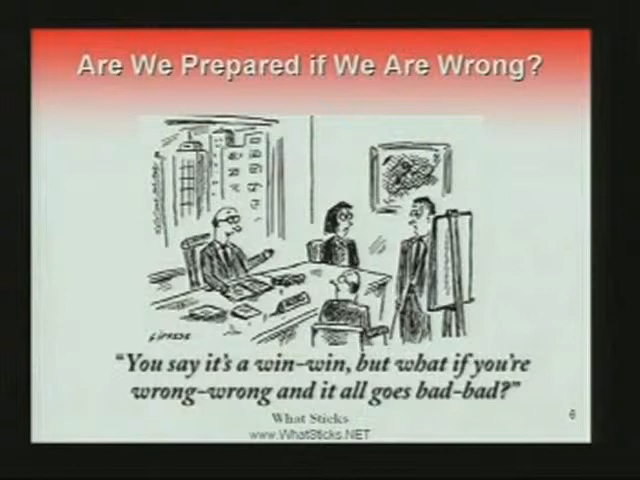 Are We Prepared if We Are Wrong?
SIPRESS
"You say it's a win-win, but what if you're
wrong-wrong and it all goes bad-bad?"
What Sticks
www.WhatSticks.NET
6